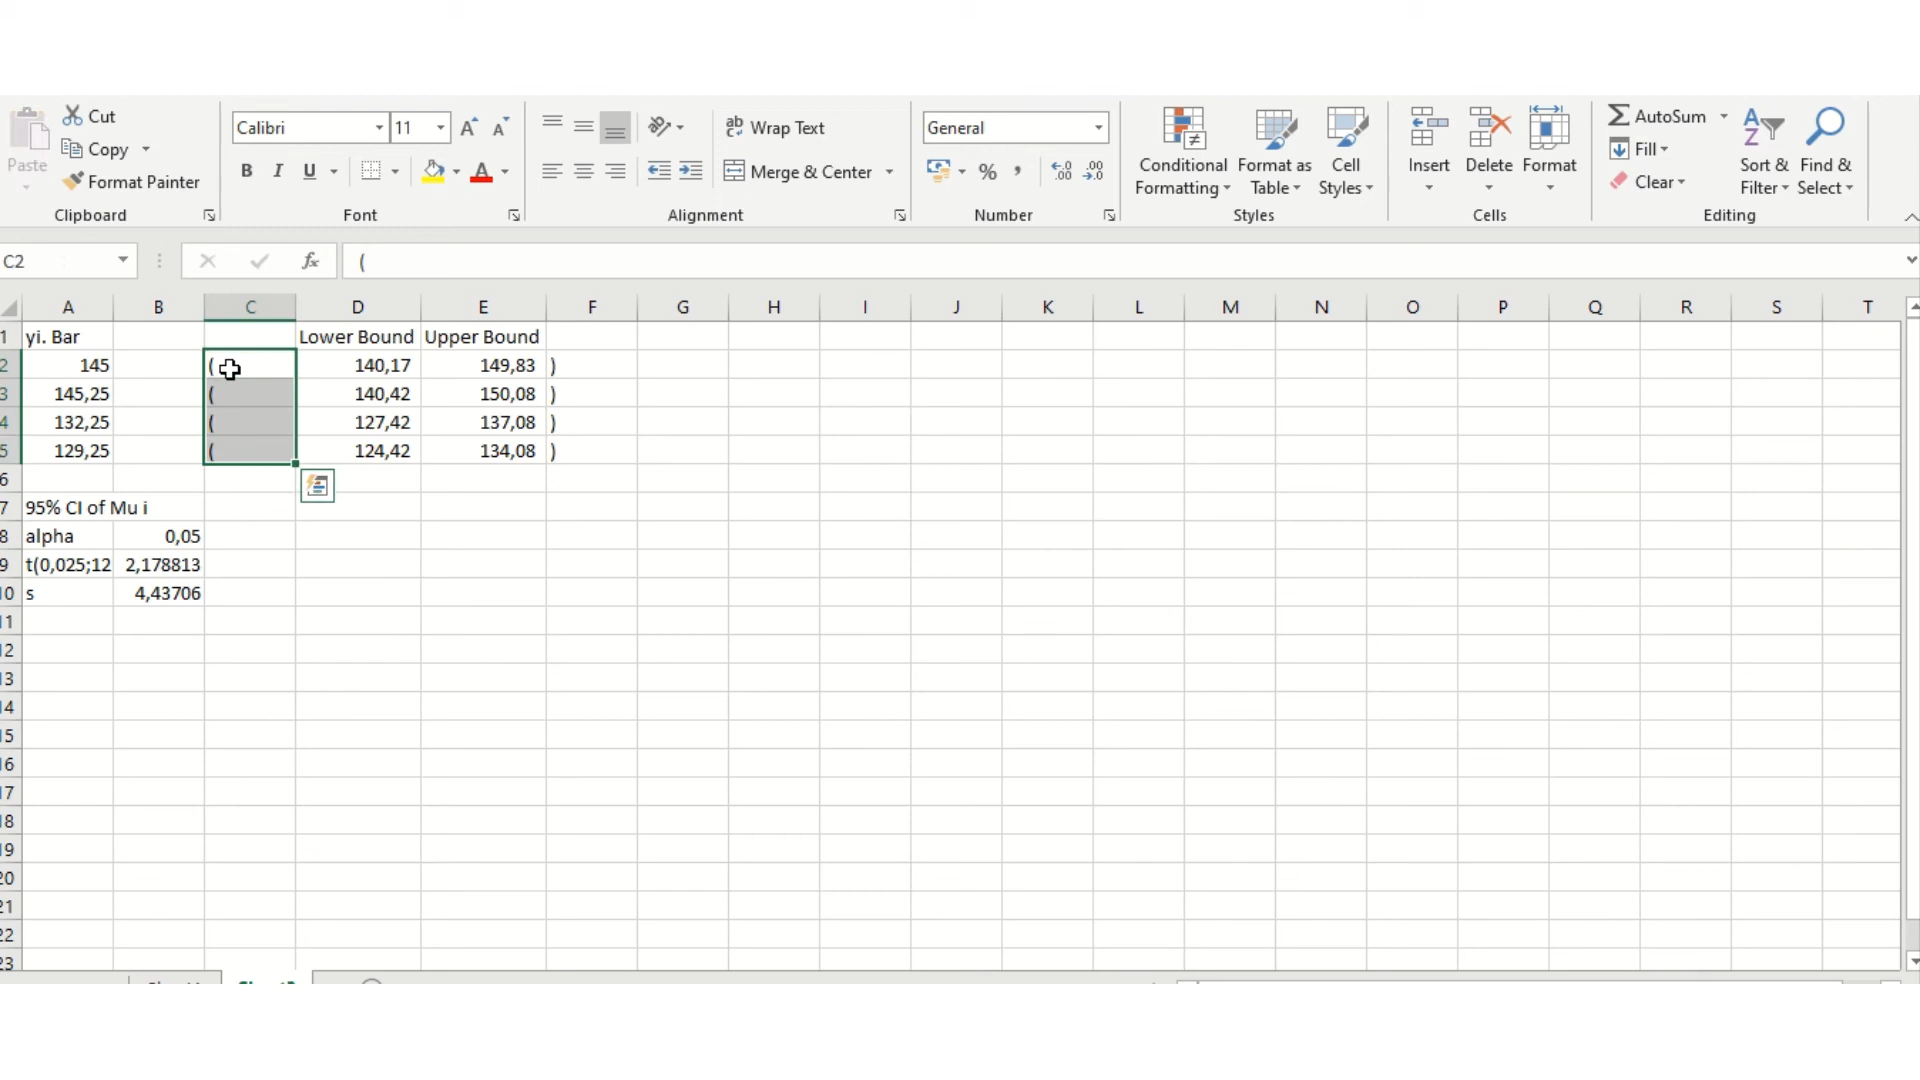 Cut
Copy
Format Painter
Paste
Clipboard
Calibri 11
B I U
Font
Wrap Text
Merge & Center
Alignment
General
% ,
Number
Conditional Formatting
Format as Table
Cell Styles
Styles
Insert
Delete
Format
Cells
AutoSum
Fill
Clear
Sort & Filter
Find & Select
Editing
C2 fx (
A B C D E F G H I J K L M N O P Q R S T
1 yi. Bar Lower Bound Upper Bound
2 145 ( 140,17 149,83 )
3 145,25 ( 140,42 150,08 )
4 132,25 ( 127,42 137,08 )
5 129,25 ( 124,42 134,08 )
6
7 95% CI of Mu i
8 alpha 0,05
9 t(0,025;12 2,178813
10 s 4,43706
11
12
13
14
15
16
17
18
19
20
21
22
23